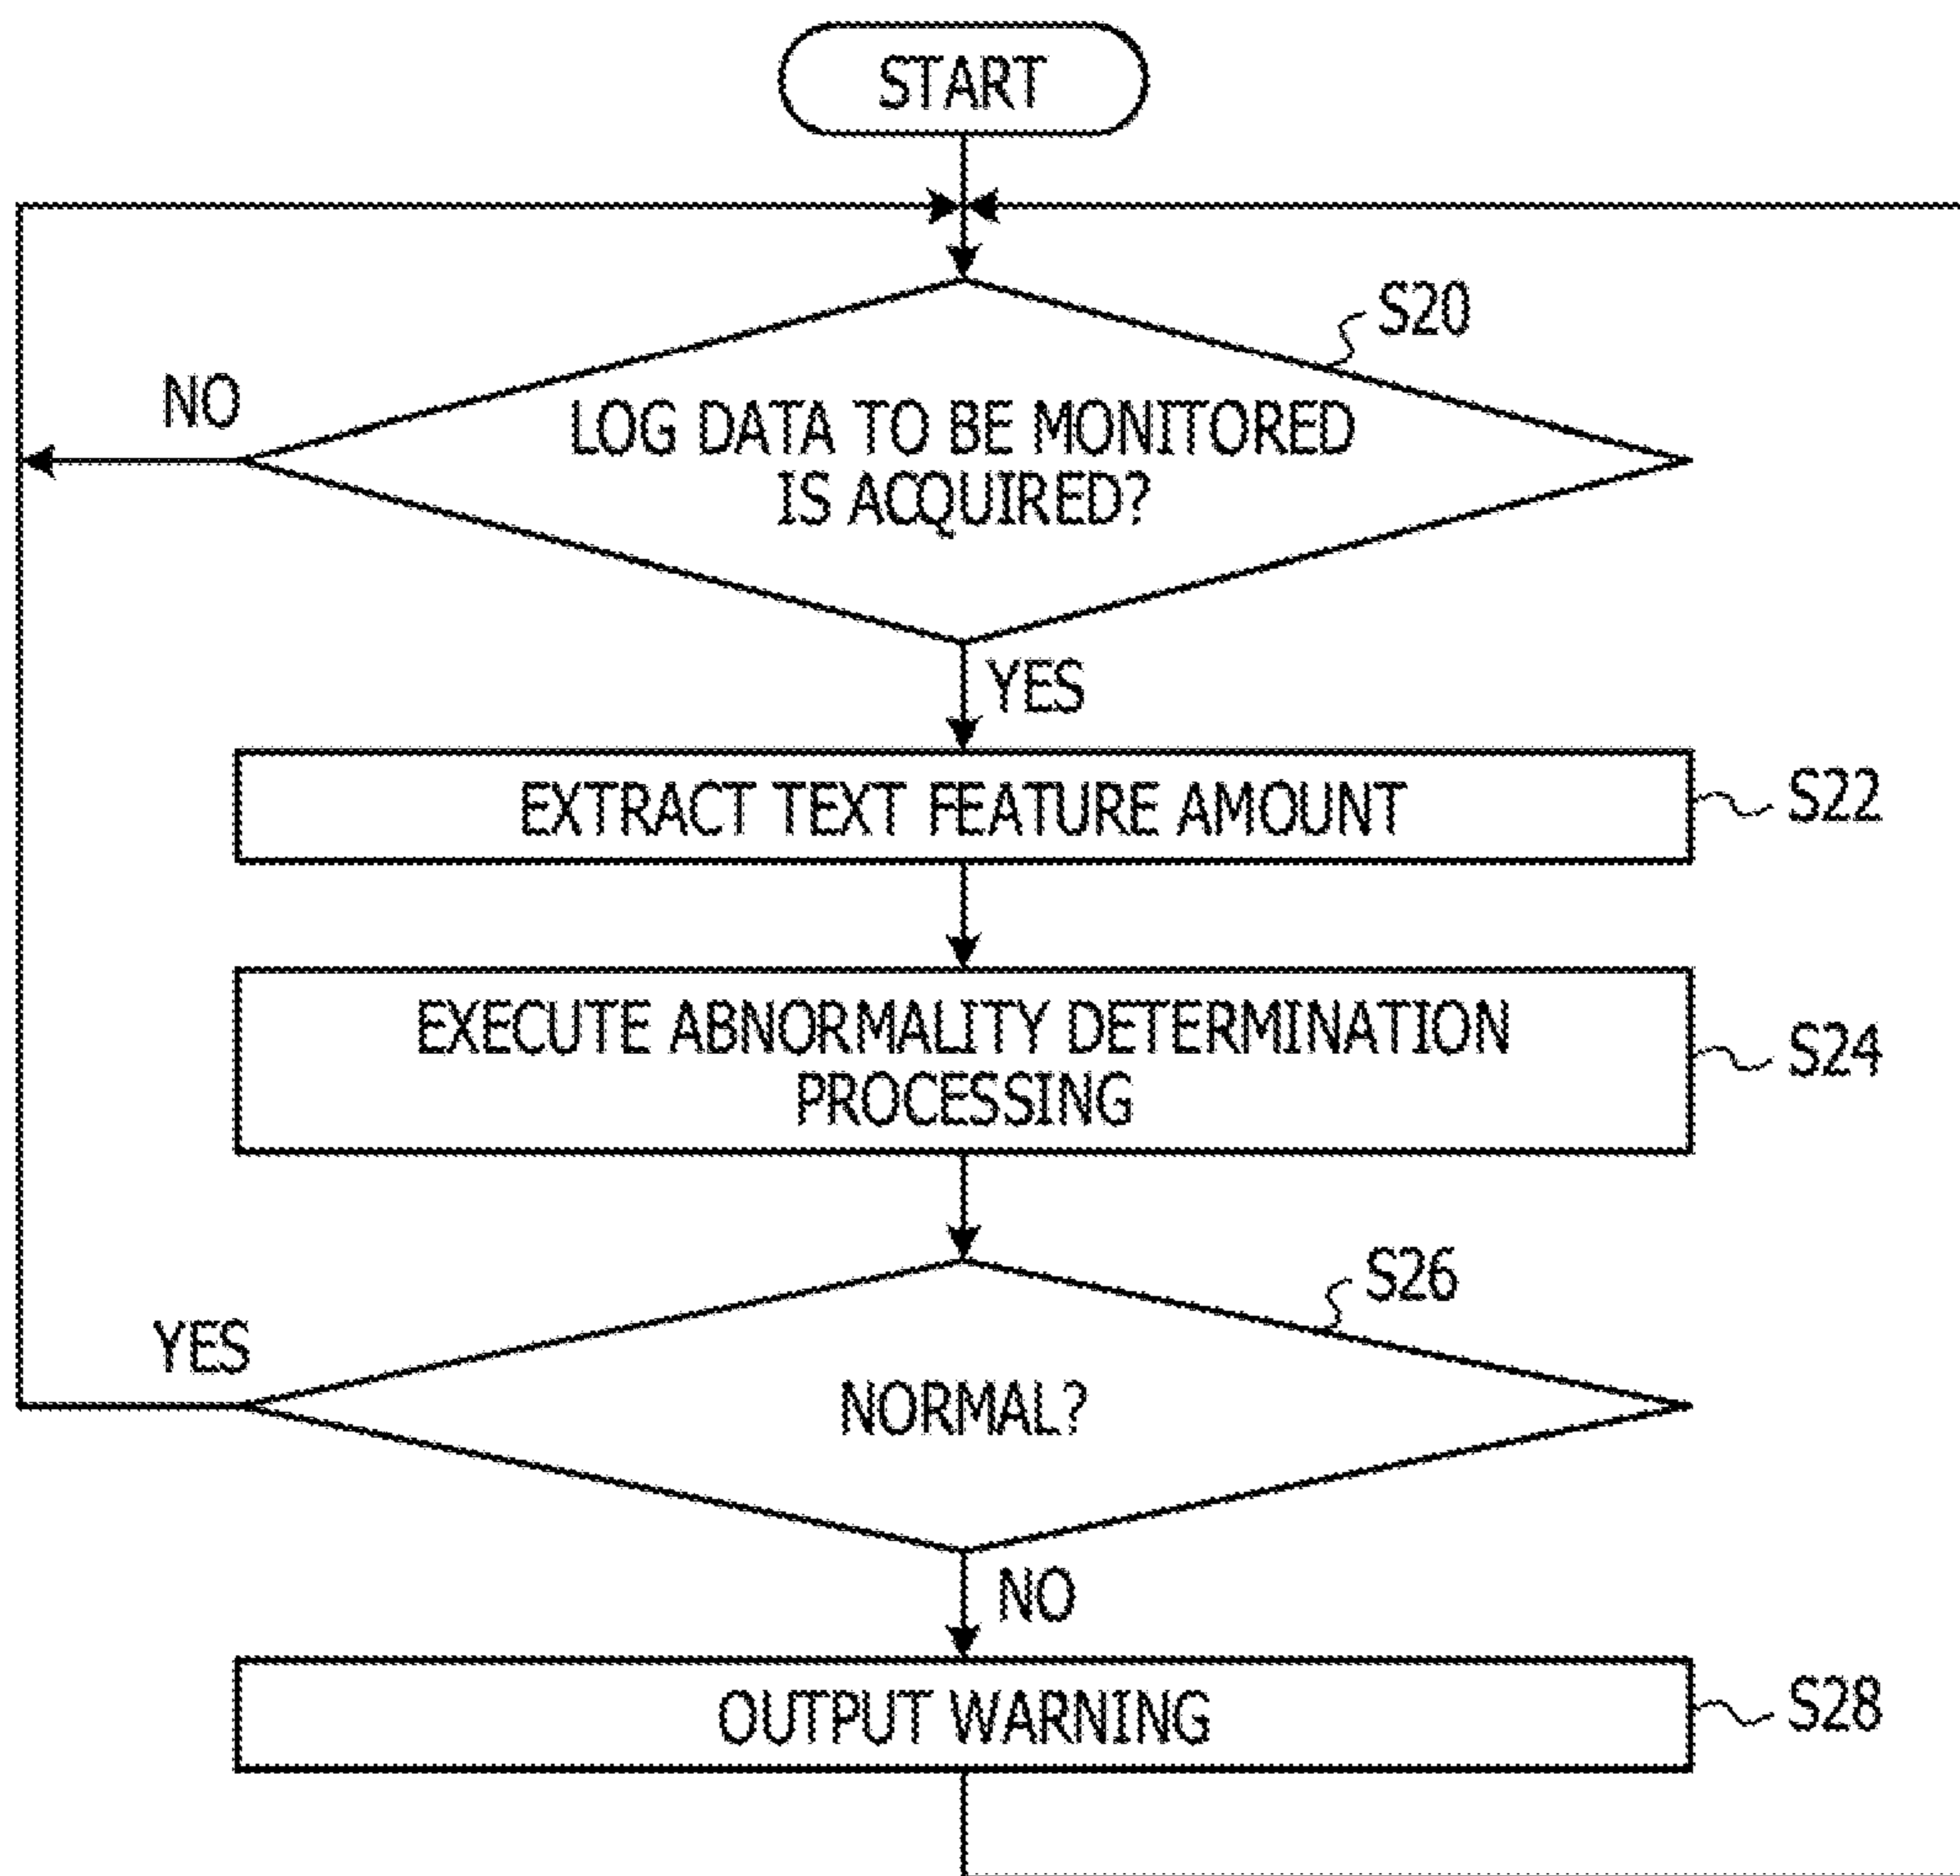 START
S20
NO
LOG DATA TO BE MONITORED
IS ACQUIRED?
YES
EXTRACT TEXT FEATURE AMOUNT
S22
EXECUTE ABNORMALITY DETERMINATION
PROCESSING
S24
S26
YES
NORMAL?
NO
OUTPUT WARNING
S28